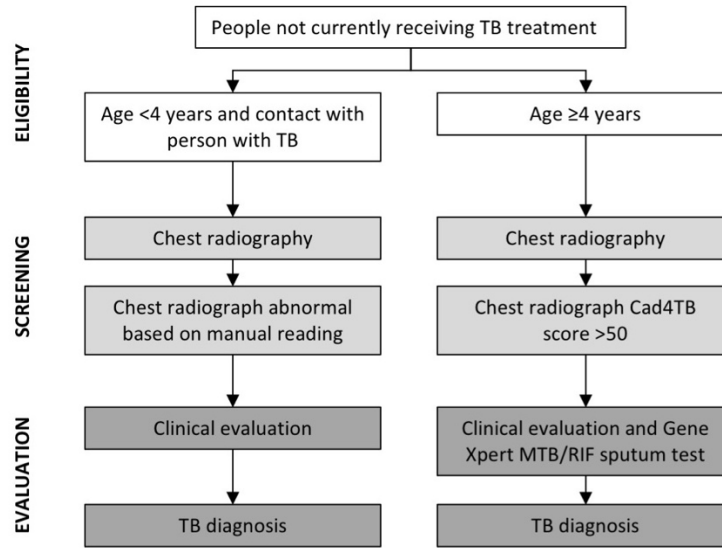 People not currently receiving TB treatment
ELIGIBILITY
Age <4 years and contact with
person with TB
Age ≥4 years
SCREENING
Chest radiography
Chest radiography
Chest radiograph abnormal
based on manual reading
Chest radiograph Cad4TB
score >50
EVALUATION
Clinical evaluation
Clinical evaluation and Gene
Xpert MTB/RIF sputum test
TB diagnosis
TB diagnosis